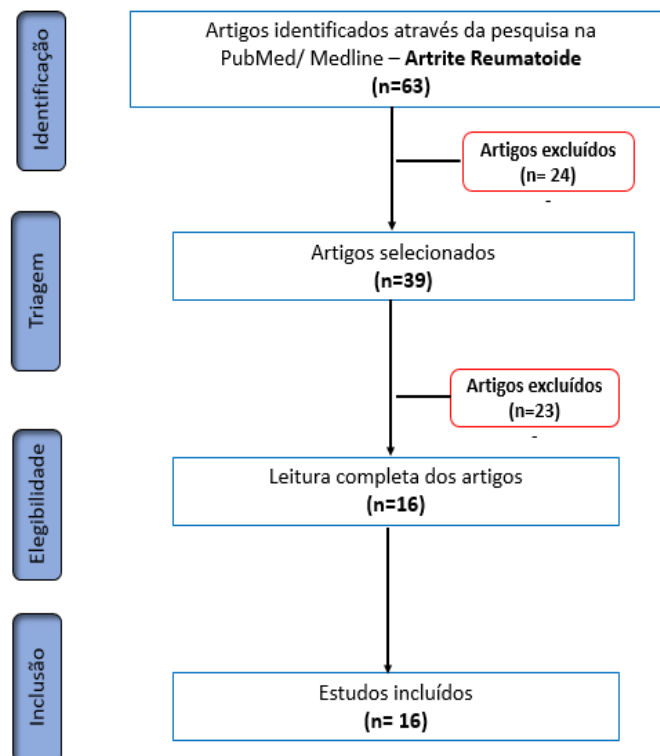 Identificação
Artigos identificados através da pesquisa na
PubMed/ Medline – Artrite Reumatoide
(n=63)
Artigos excluídos
(n= 24)
-
Triagem
Artigos selecionados
(n=39)
Artigos excluídos
(n=23)
-
Elegibilidade
Leitura completa dos artigos
(n=16)
Inclusão
Estudos incluídos
(n= 16)